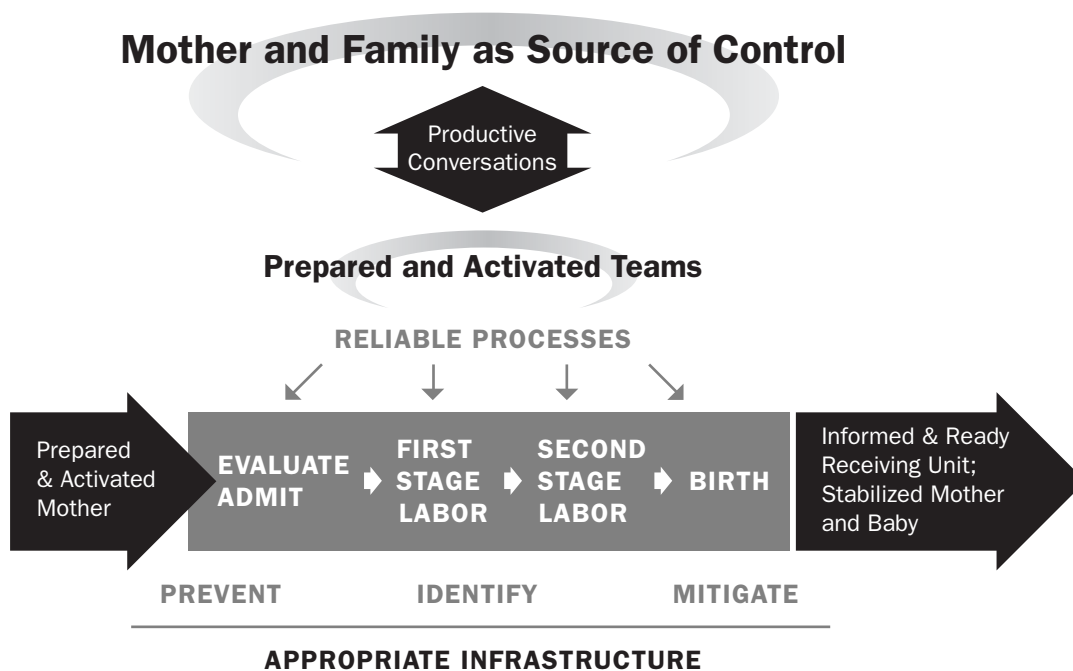 Mother and Family as Source of Control
Productive
Conversations
Prepared and Activated Teams
RELIABLE PROCESSES
Prepared
& Activated
Mother
EVALUATE
ADMIT
FIRST
STAGE
LABOR
SECOND
STAGE
LABOR
BIRTH
Informed & Ready
Receiving Unit;
Stabilized Mother
and Baby
PREVENT
IDENTIFY
MITIGATE
APPROPRIATE INFRASTRUCTURE